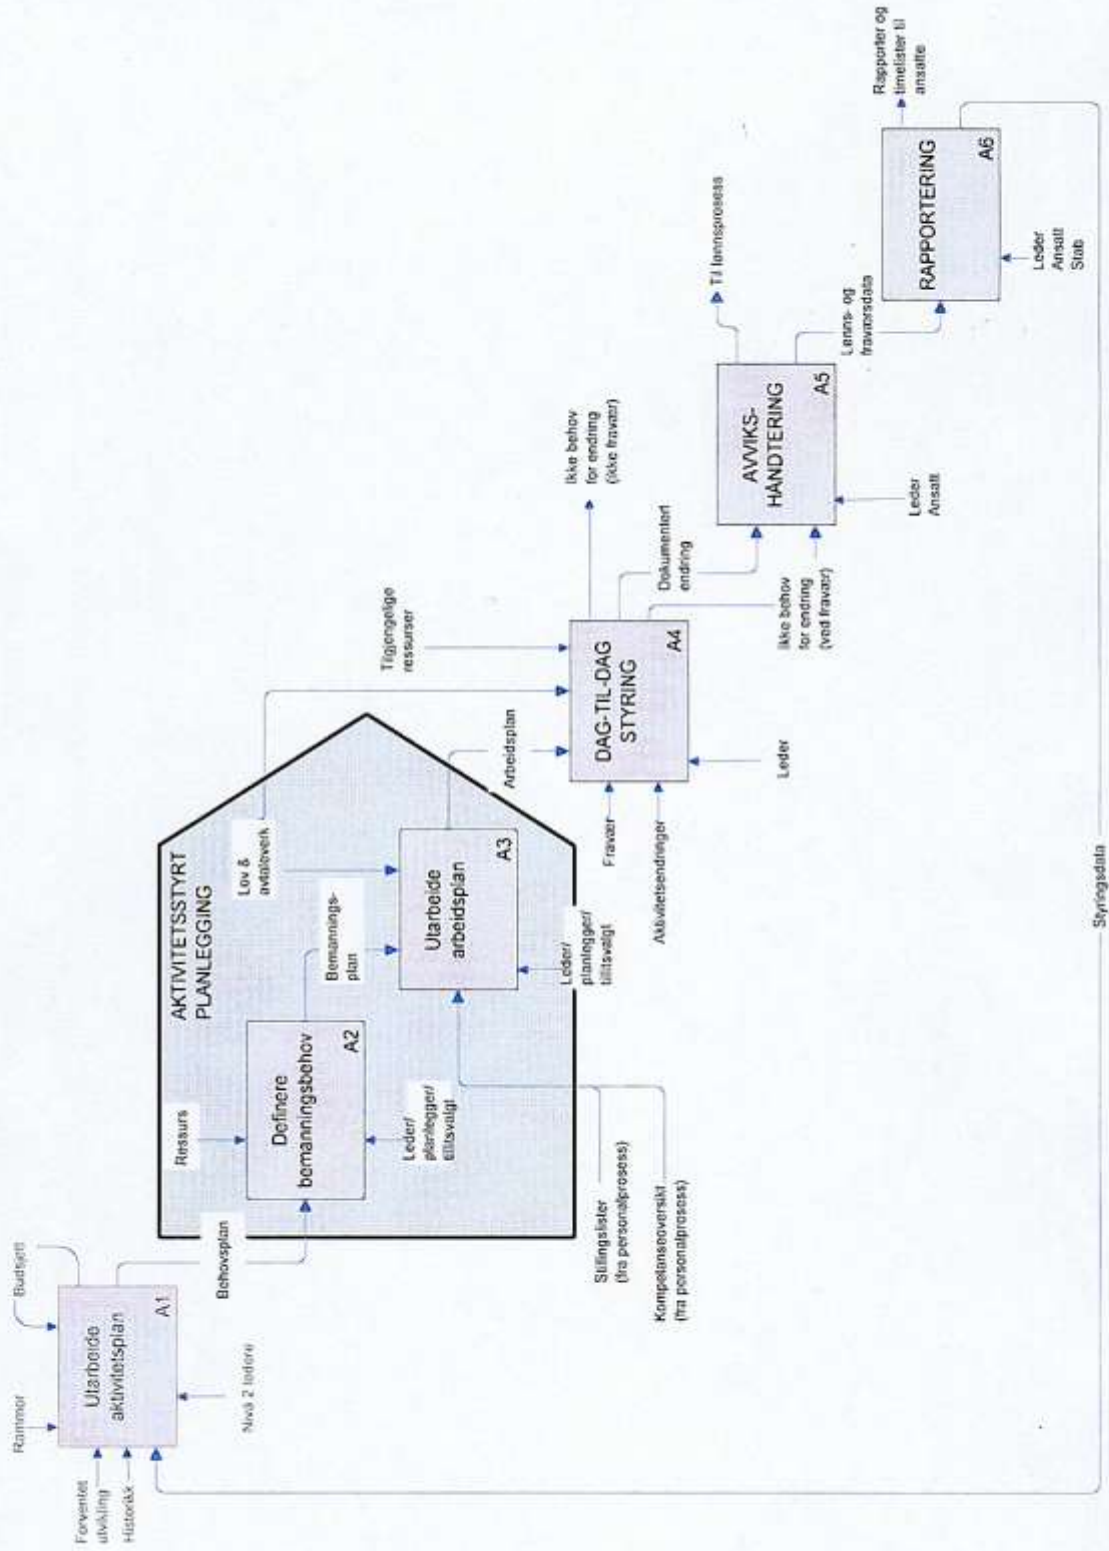 Rammer
Budsjett
Forventet
utvikling
Historikk
Utarbeide
aktivitetsplan
A1
Nivå 2 ledere
Behovsplan
AKTIVITETSSTYRT
PLANLEGGING
Ressurs
Definere
bemanningsbehov
A2
Leder/
planlegger/
tillitsvalgt
Bemannings-
plan
Lov &
avtaleverk
Utarbeide
arbeidsplan
A3
Leder/
planlegger/
tillitsvalgt
Stillingslister
(fra personalprosess)
Kompetanseoversikt
(fra personalprosess)
Arbeidsplan
Tilgjengelige
ressurser
Fravær
Aktivitetsendringer
DAG-TIL-DAG
STYRING
A4
Leder
Ikke behov
for endring
(ikke fravær)
Dokumentert
endring
Ikke behov
for endring
(ved fravær)
AVVIKS-
HÅNDTERING
A5
Leder
Ansatt
Til lønnsprosess
Lønns- og
fraværsdata
RAPPORTERING
A6
Leder
Ansatt
Stab
Rapporter og
timelister til
ansatte
Styringsdata